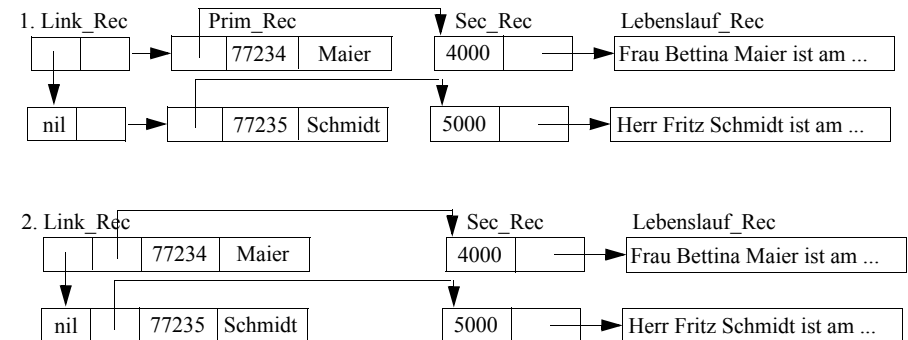 1. Link_Rec Prim_Rec Sec_Rec Lebenslauf_Rec
77234 Maier 4000 Frau Bettina Maier ist am ...
nil 77235 Schmidt 5000 Herr Fritz Schmidt ist am ...
2. Link_Rec Sec_Rec Lebenslauf_Rec
77234 Maier 4000 Frau Bettina Maier ist am ...
nil 77235 Schmidt 5000 Herr Fritz Schmidt ist am ...